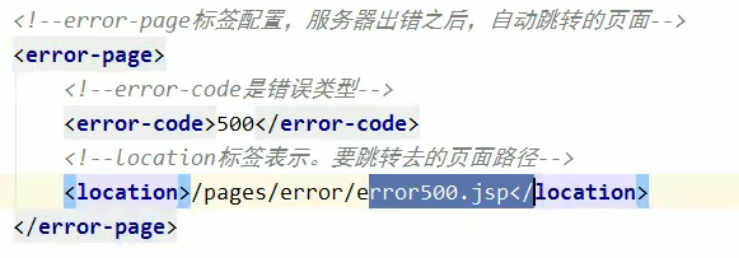 <!--error-page标签配置，服务器出错之后，自动跳转的页面-->
<error-page>
<!--error-code是错误类型-->
<error-code>500</error-code>
<!--location标签表示。要跳转去的页面路径-->
<location>/pages/error/error500.jsp</location>
</error-page>